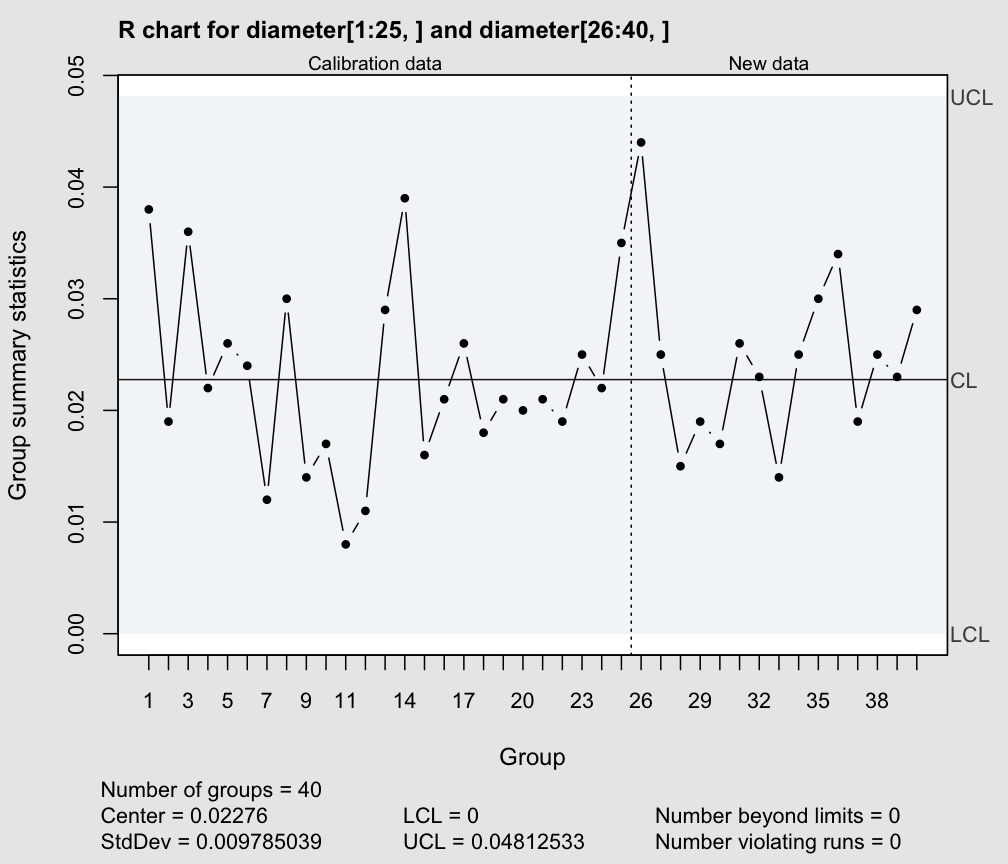 R chart for diameter[1:25, ] and diameter[26:40, ]
Calibration data New data
0.05
UCL
0.04
0.03
CL
0.02
0.01
0.00
LCL
Group summary statistics
1 3 5 7 9 11 14 17 20 23 26 29 32 35 38
Group
Number of groups = 40
Center = 0.02276 LCL = 0 Number beyond limits = 0
StdDev = 0.009785039 UCL = 0.04812533 Number violating runs = 0